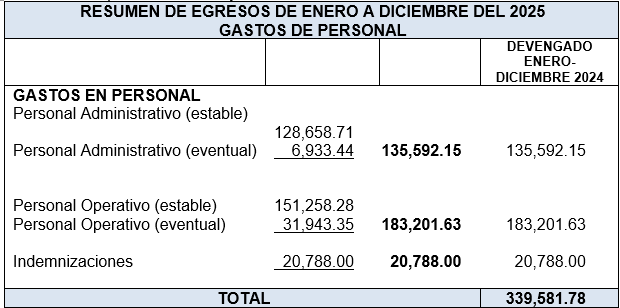 RESUMEN DE EGRESOS DE ENERO A DICIEMBRE DEL 2025
GASTOS DE PERSONAL
DEVENGADO
ENERO-
DICIEMBRE 2024
GASTOS EN PERSONAL
Personal Administrativo (estable)
128,658.71
Personal Administrativo (eventual) 6,933.44 135,592.15 135,592.15
Personal Operativo (estable) 151,258.28
Personal Operativo (eventual) 31,943.35 183,201.63 183,201.63
Indemnizaciones 20,788.00 20,788.00 20,788.00
TOTAL 339,581.78